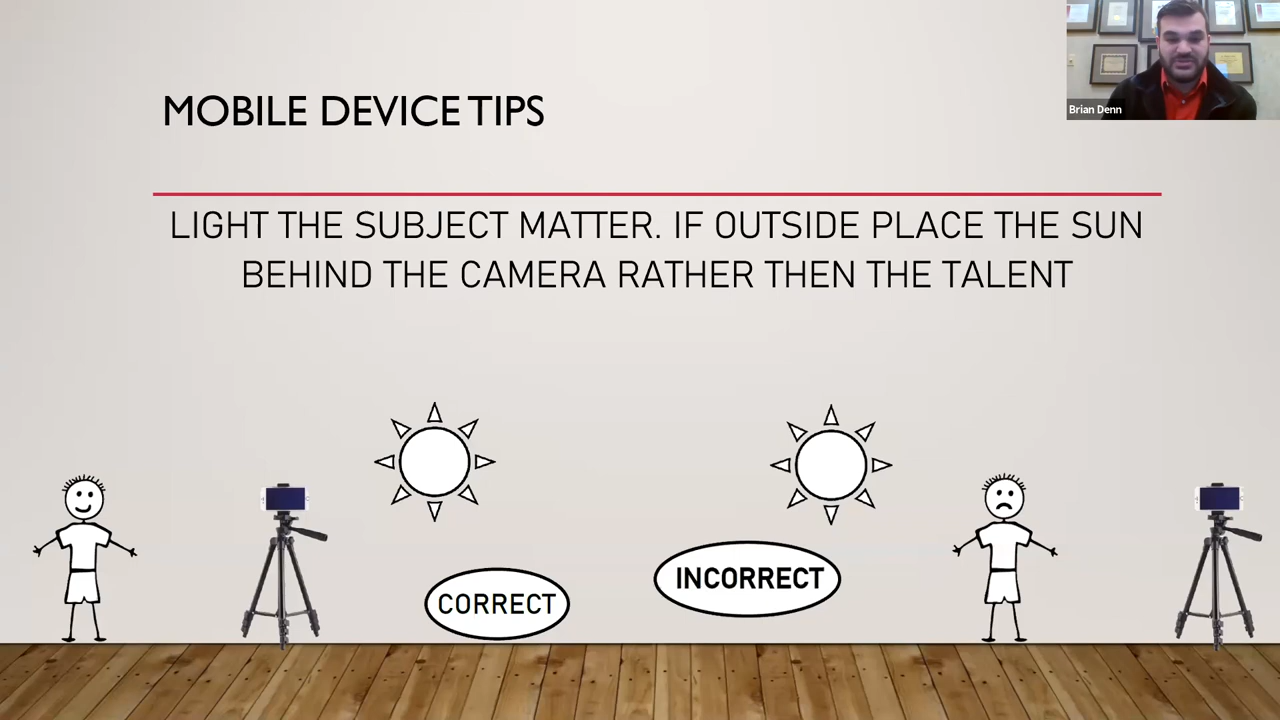 MOBILE DEVICE TIPS
Brian Denn
LIGHT THE SUBJECT MATTER. IF OUTSIDE PLACE THE SUN
BEHIND THE CAMERA RATHER THEN THE TALENT
CORRECT
INCORRECT